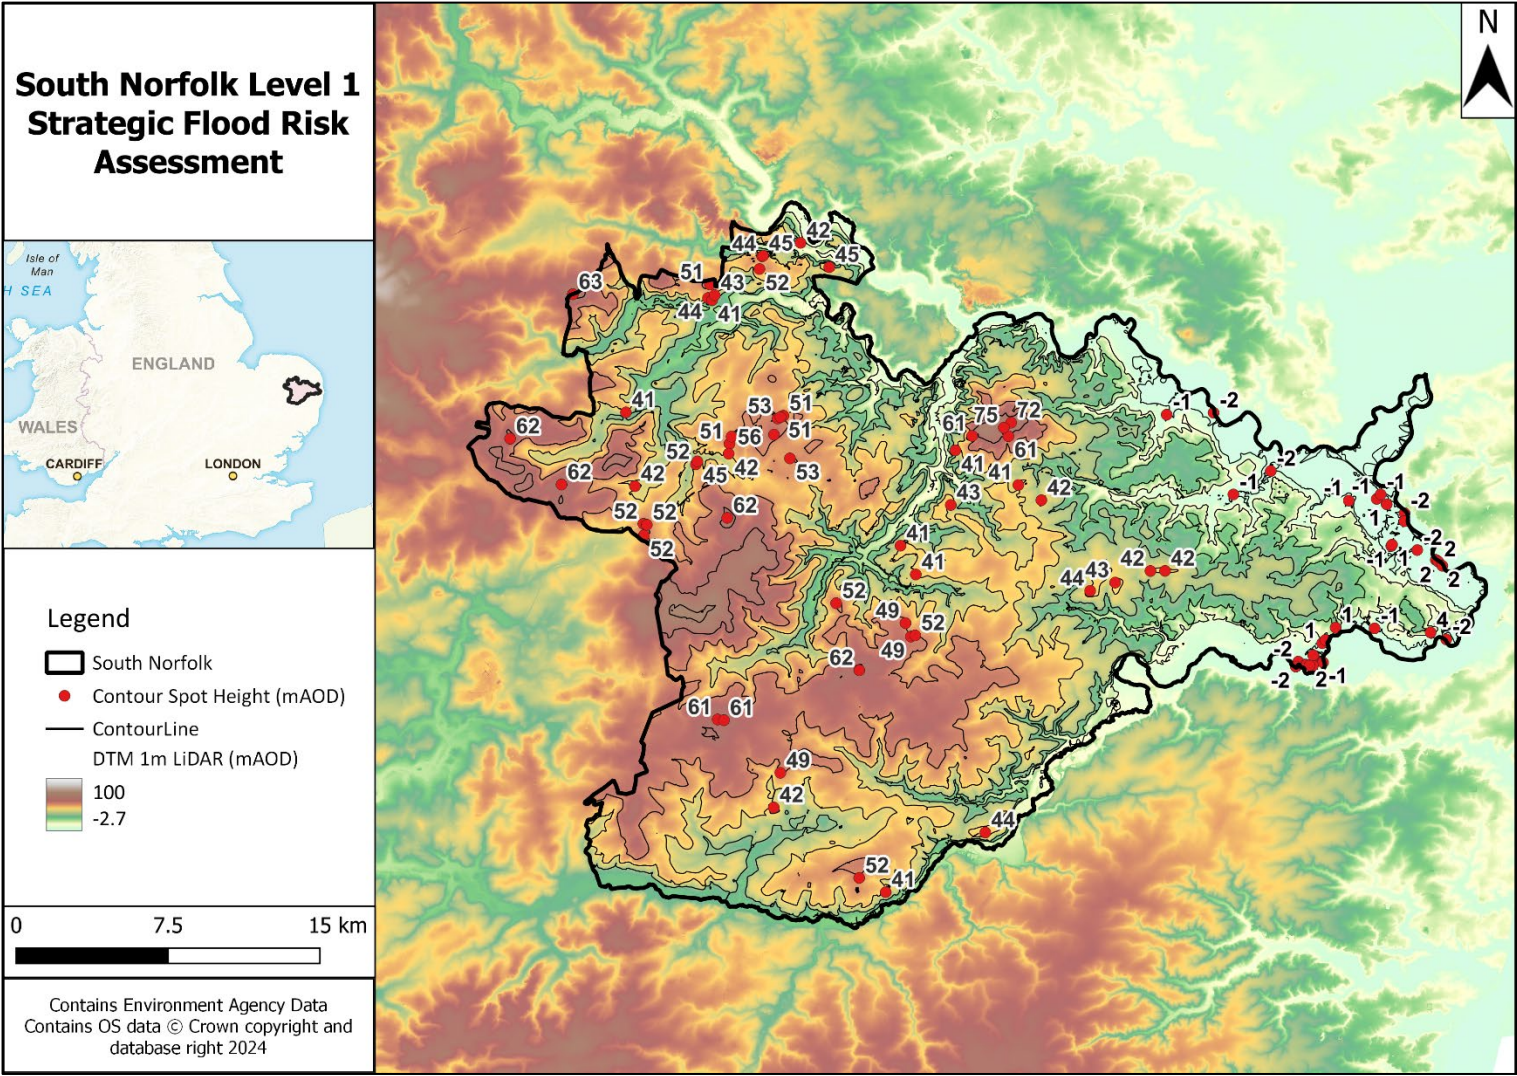 South Norfolk Level 1
Strategic Flood Risk
Assessment
N
Isle of
Man
H SEA
ENGLAND
WALES
CARDIFF
LONDON
Legend
South Norfolk
Contour Spot Height (mAOD)
ContourLine
DTM 1m LiDAR (mAOD)
100
-2.7
0 7.5 15 km
Contains Environment Agency Data
Contains OS data © Crown copyright and
database right 2024
42
44 45
45
52
51
43
63
44 41
41
53 51
51 56 51
62
52
45 42 53
62 42
52 52
62
52
75 72
61 61
41 41
42
43
41
41
-1 -2
-2
-1
-1 -1 -1
-2
1
-2 2
-1 1
2 2
42 42
44 43
52
49 52
49
62
61 61
49
42
44
52
41
1 1 -1 4 -2
-2
-2 2 -1